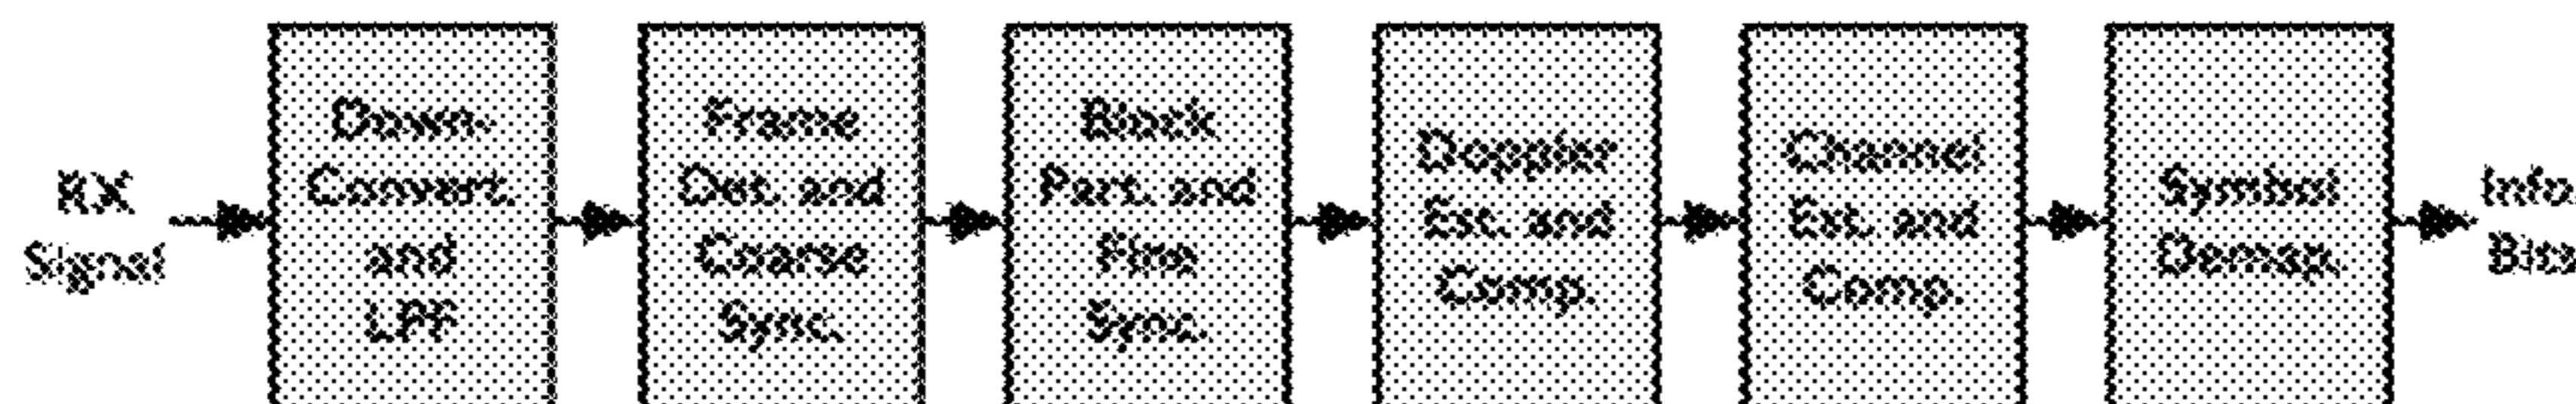 RX
Signal
Down-
Convert.
and
LPF
Frame
Det. and
Coarse
Sync.
Block
Part. and
Fine
Sync.
Doppler
Est. and
Comp.
Channel
Est. and
Comp.
Symbol
Demap.
Info.
Bits